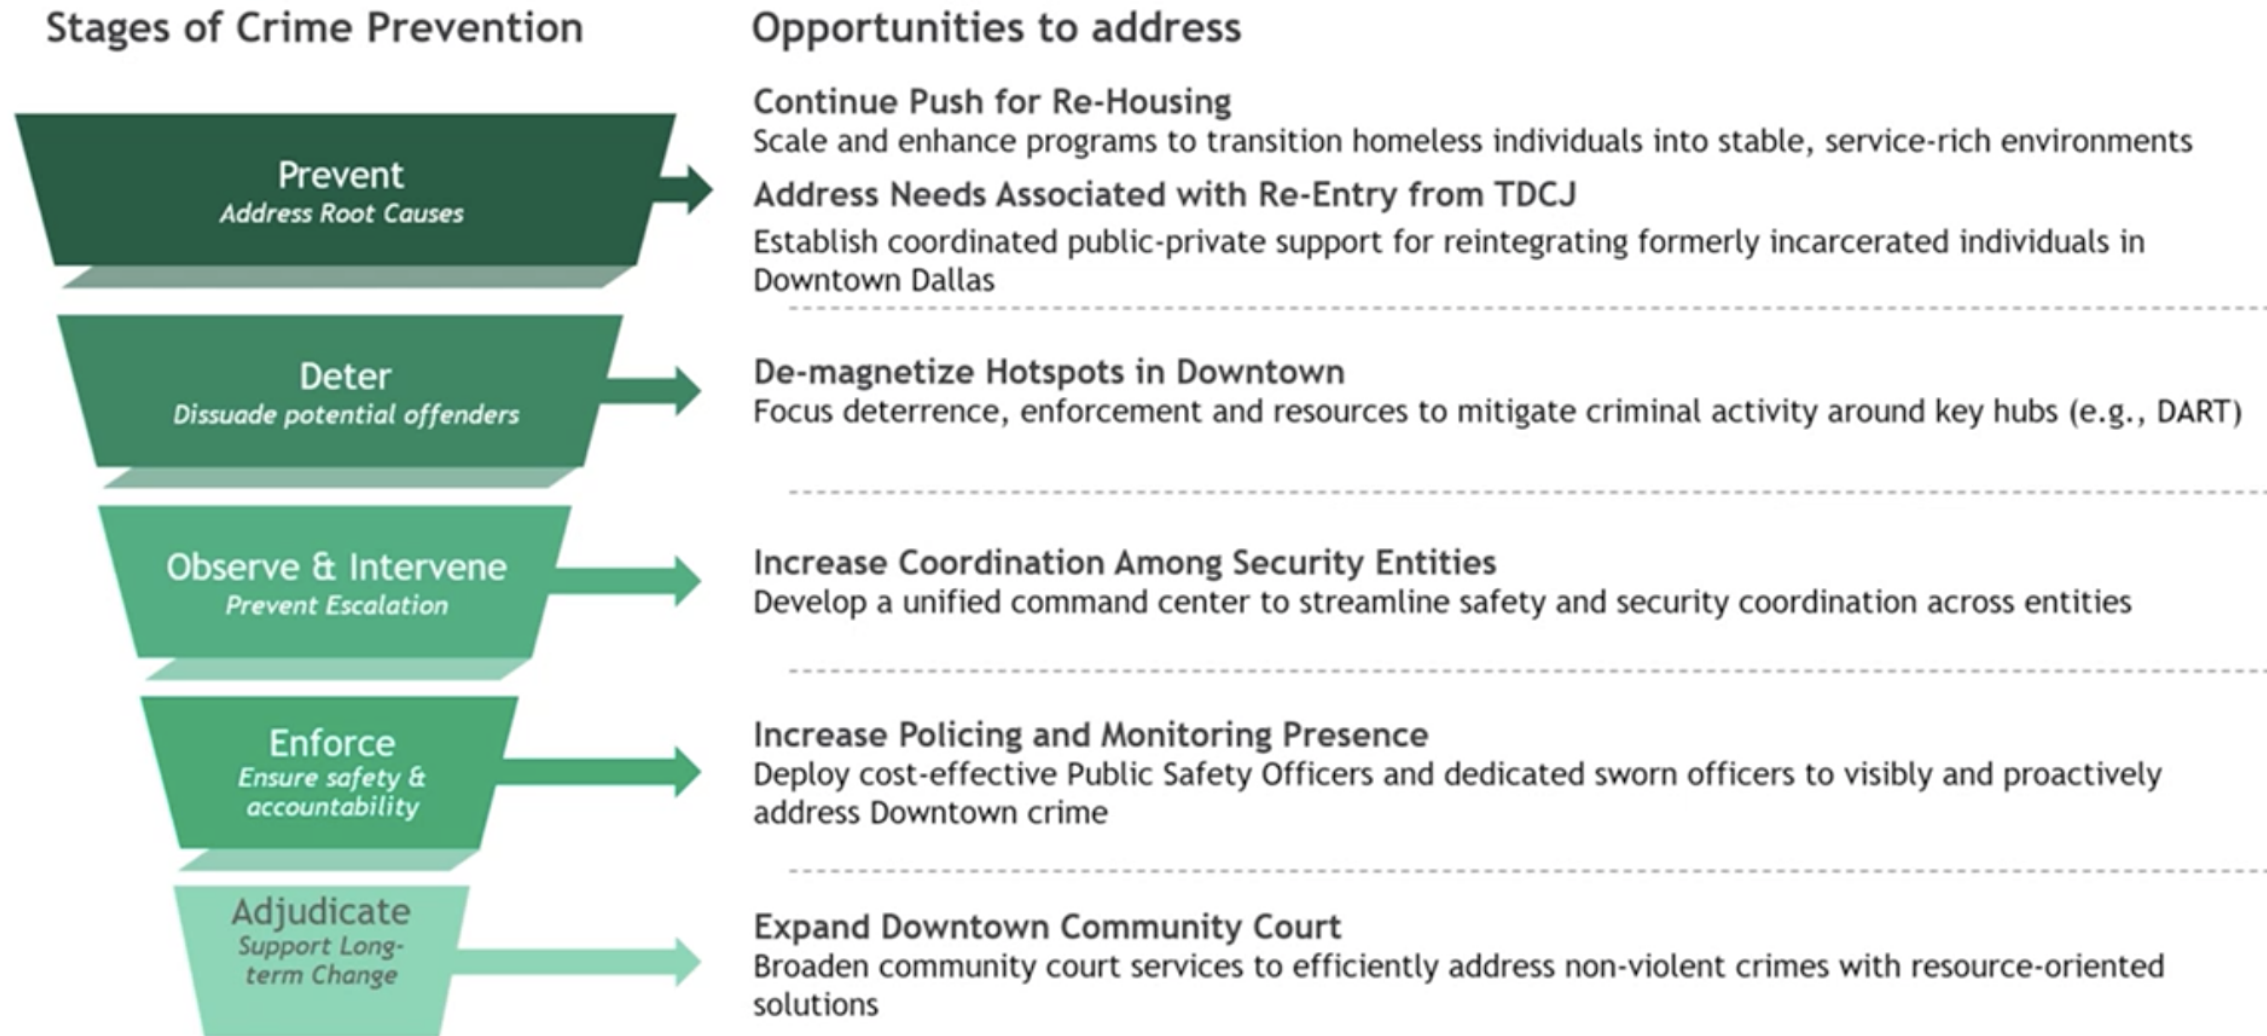 Stages of Crime Prevention
Opportunities to address
Prevent
Address Root Causes
Continue Push for Re-Housing
Scale and enhance programs to transition homeless individuals into stable, service-rich environments
Address Needs Associated with Re-Entry from TDCJ
Establish coordinated public-private support for reintegrating formerly incarcerated individuals in
Downtown Dallas
Deter
Dissuade potential offenders
De-magnetize Hotspots in Downtown
Focus deterrence, enforcement and resources to mitigate criminal activity around key hubs (e.g., DART)
Observe & Intervene
Prevent Escalation
Increase Coordination Among Security Entities
Develop a unified command center to streamline safety and security coordination across entities
Enforce
Ensure safety &
accountability
Increase Policing and Monitoring Presence
Deploy cost-effective Public Safety Officers and dedicated sworn officers to visibly and proactively
address Downtown crime
Adjudicate
Support Long-
term Change
Expand Downtown Community Court
Broaden community court services to efficiently address non-violent crimes with resource-oriented
solutions